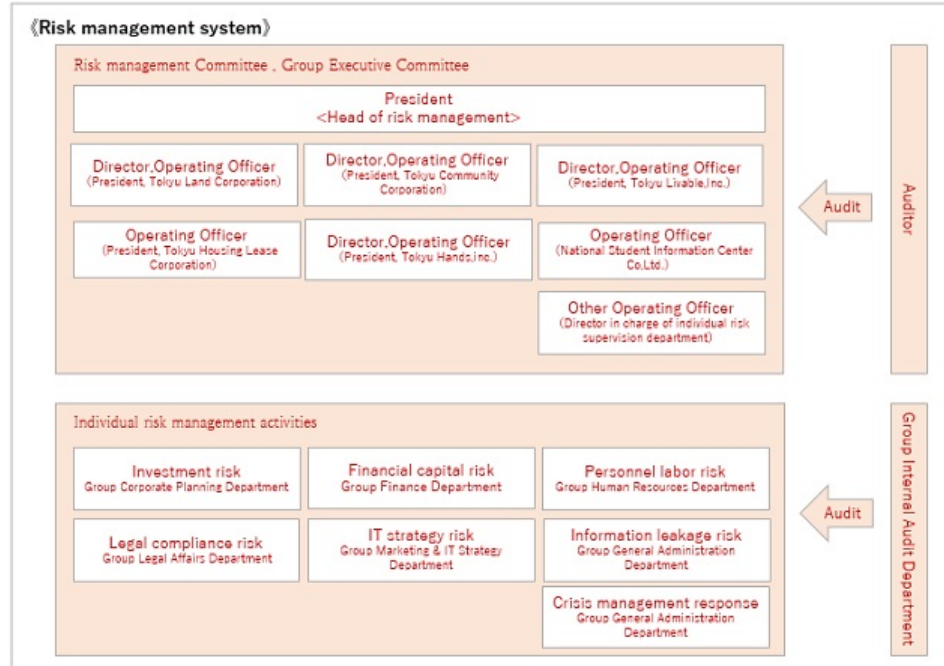 《Risk management system》
Risk management Committee , Group Executive Committee
President
<Head of risk management>
Director,Operating Officer
(President, Tokyu Land Corporation)
Director,Operating Officer
(President, Tokyu Community
Corporation)
Director,Operating Officer
(President, Tokyu Livable,Inc.)
Operating Officer
(President, Tokyu Housing Lease
Corporation)
Director,Operating Officer
(President, Tokyu Hands,inc.)
Operating Officer
(National Student Information Center
Co,Ltd.)
Other Operating Officer
(Director in charge of individual risk
supervision department)
Audit
Auditor
Individual risk management activities
Investment risk
Group Corporate Planning Department
Financial capital risk
Group Finance Department
Personnel labor risk
Group Human Resources Department
Legal compliance risk
Group Legal Affairs Department
IT strategy risk
Group Marketing & IT Strategy
Department
Information leakage risk
Group General Administration
Department
Crisis management response
Group General Administration
Department
Audit
Group Internal Audit Department